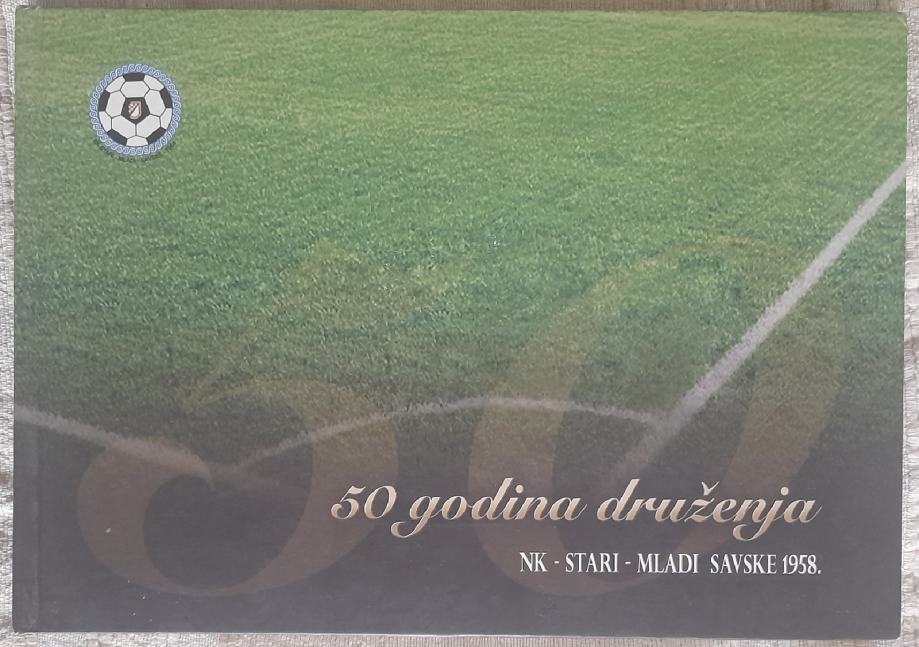 50 godina druženja
NK - STARI - MLADI SAVSKE 1958.